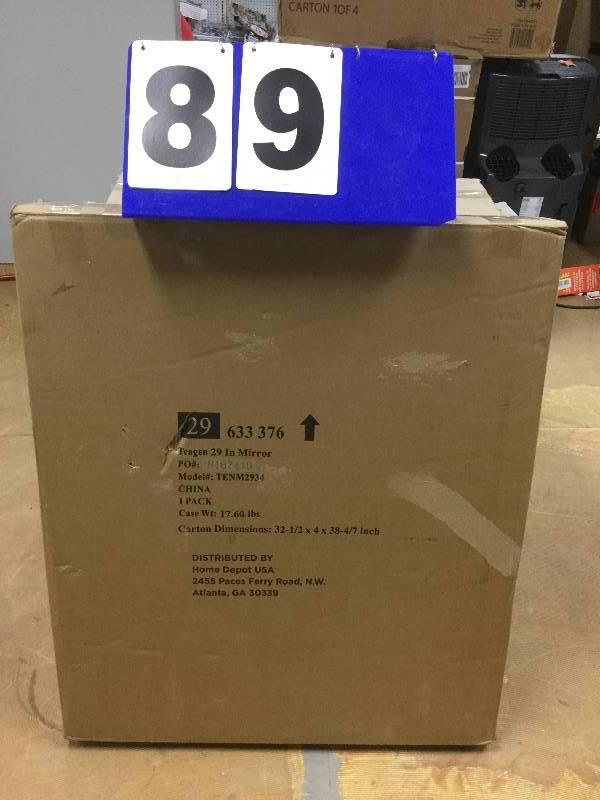 CARTON 1OF 4
89
29 633 376
Teagen 29 In Mirror
PO#:
Model#: TENM2934
CHINA
1 PACK
Case Wt: 17.60 lbs
Carton Dimensions: 32-1/2 x 4 x 38-4/7 inch
DISTRIBUTED BY
Home Depot USA
2455 Paces Ferry Road, N.W.
Atlanta, GA 30339